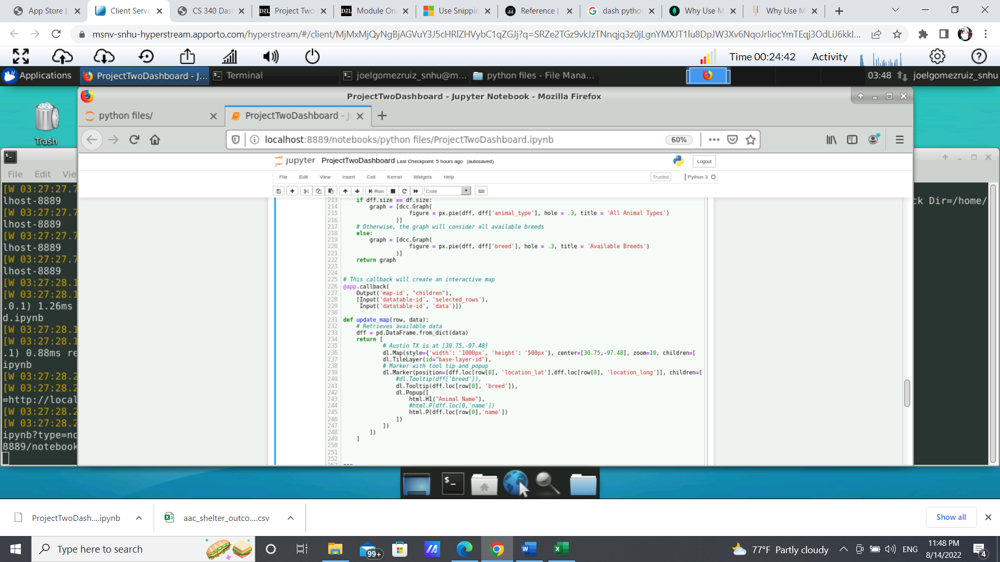 App Store |
Client Serve
CS 340 Das
Project Two
Module On
Use Snippin
Reference |
dash pytho
Why Use M
Why Use M
msnv-snhu-hyperstream.apporto.com/hyperstream/#/client/
Time 00:24:42
Activity
Applications
ProjectTwoDashboard - J...
Terminal
joelgomezruiz_snhu@m...
python files - File Mana...
03:48
joelgomezruiz_snhu
ProjectTwoDashboard - Jupyter Notebook - Mozilla Firefox
python files/
ProjectTwoDashboard - J
localhost:8889/notebooks/python files/ProjectTwoDashboard.ipynb
60%
Trash
jupyter ProjectTwoDashboard Last Checkpoint: 5 hours ago (autosaved)
Logout
File Edit View Insert Cell Kernel Widgets Help
Trusted
Python 3
Run
Code
File Edit Vie
[W 03:27:27.7
lhost-8889
[W 03:27:27.7
lhost-8889
[W 03:27:27.7
lhost-8889
[W 03:27:27.7
lhost-8889
[W 03:27:28.1
[W 03:27:28.1
.0.1) 1.26ms
d.ipynb
[W 03:27:28.1
[W 03:27:28.1
.1) 0.88ms re
ipynb
[W 03:27:28.2
[W 03:27:28.2
=http://local
[W 03:27:28.2
[W 03:27:28.2
ipynb?type=no
8889/notebook
ck Dir=/home/
213 if dff.size == df.size:
214 graph = [dcc.Graph(
215 figure = px.pie(dff, dff['animal_type'], hole = .3, title = 'All Animal Types')
216 )]
217 # Otherwise, the graph will consider all available breeds
218 else:
219 graph = [dcc.Graph(
220 figure = px.pie(dff, dff['breed'], hole = .3, title = 'Available Breeds')
221 )]
222 return graph
223
224
225 # This callback will create an interactive map
226 @app.callback(
227 Output('map-id', "children"),
228 [Input('datatable-id', 'selected_rows'),
229 Input('datatable-id', 'data')])
230
231 def update_map(row, data):
232 # Retrieves available data
233 dff = pd.DataFrame.from_dict(data)
234 return [
235 # Austin TX is at [30.75,-97.48]
236 dl.Map(style={'width': '1000px', 'height': '500px'}, center=[30.75,-97.48], zoom=10, children=[
237 dl.TileLayer(id="base-layer-id"),
238 # Marker with tool tip and popup
239 dl.Marker(position=[dff.loc[row[0], 'location_lat'],dff.loc[row[0], 'location_long']], children=[
240 #dl.Tooltip(dff['breed']),
241 dl.Tooltip(dff.loc[row[0], 'breed']),
242 dl.Popup([
243 html.H1("Animal Name"),
244 #html.P(dff.loc[0,'name'])
245 html.P(dff.loc[row[0],'name'])
246 ])
247 ])
248 ])
249 ]
250
251
252
ProjectTwoDash....ipynb
aac_shelter_outco....csv
Show all
Type here to search
99+
77°F Partly cloudy
ENG
11:48 PM
8/14/2022
4